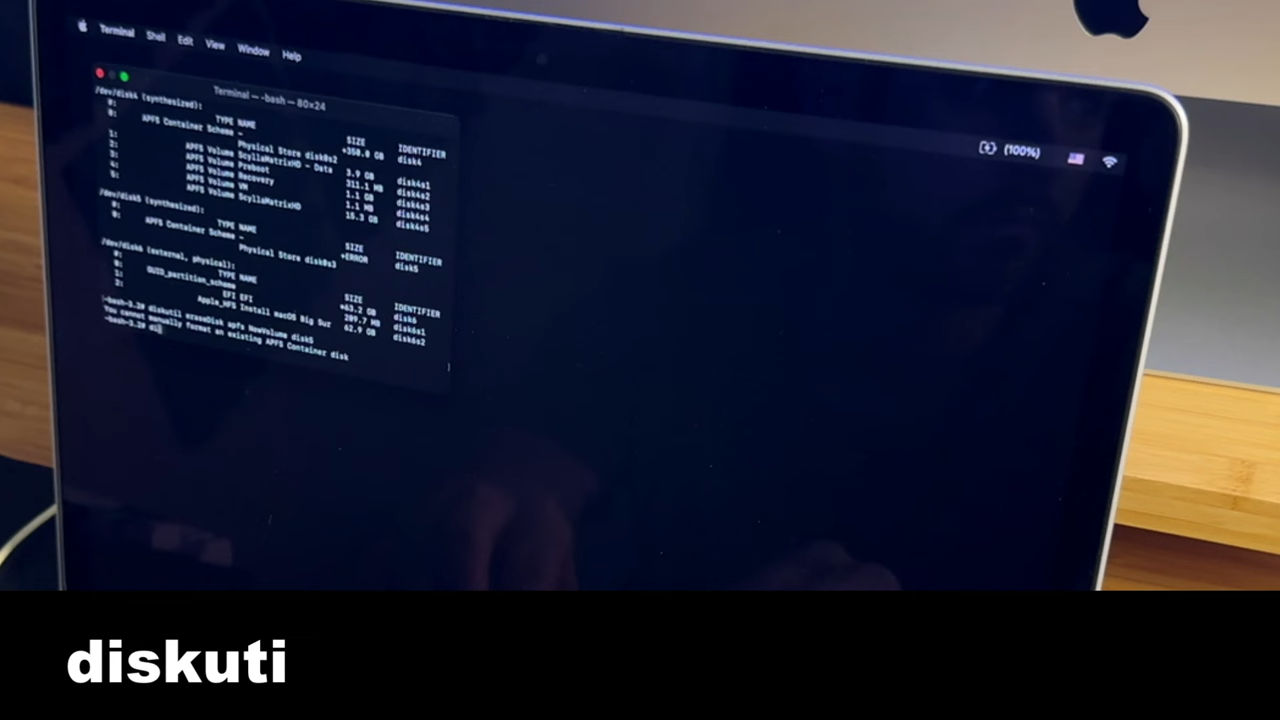 Terminal Shell Edit View Window Help
(100%)
Terminal — -bash — 80×24
/dev/disk4 (synthesized):
#: TYPE NAME SIZE IDENTIFIER
0: APFS Container Scheme - +350.0 GB disk4
Physical Store disk0s2
1: APFS Volume ScyllaMatrixHD - Data 3.9 GB disk4s1
2: APFS Volume Preboot 311.1 MB disk4s2
3: APFS Volume Recovery 1.1 GB disk4s3
4: APFS Volume VM 1.1 MB disk4s4
5: APFS Volume ScyllaMatrixHD 15.3 GB disk4s5
/dev/disk5 (synthesized):
#: TYPE NAME SIZE IDENTIFIER
0: APFS Container Scheme - +ERROR disk5
Physical Store disk0s3
/dev/disk6 (external, physical):
#: TYPE NAME SIZE IDENTIFIER
0: GUID_partition_scheme +63.2 GB disk6
1: EFI EFI 209.7 MB disk6s1
2: Apple_HFS Install macOS Big Sur 62.9 GB disk6s2
-bash-3.2# diskutil eraseDisk apfs NewVolume disk5
You cannot manually format an existing APFS Container disk
-bash-3.2# di
diskuti